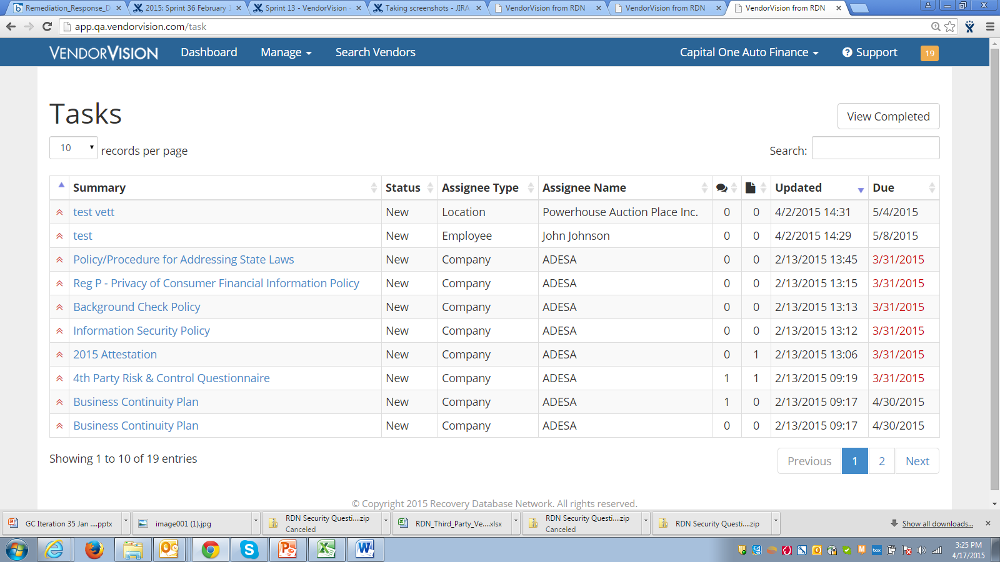 Remediation_Response_D
2015: Sprint 36 February 1
Sprint 13 - VendorVision -
Taking screenshots - JIRA
VendorVision from RDN
VendorVision from RDN
VendorVision from RDN
app.qa.vendorvision.com/task
VENDORVISION Dashboard Manage Search Vendors Capital One Auto Finance Support 19
Tasks
View Completed
10 records per page Search:
Summary Status Assignee Type Assignee Name Updated Due
test vett New Location Powerhouse Auction Place Inc. 0 0 4/2/2015 14:31 5/4/2015
test New Employee John Johnson 0 0 4/2/2015 14:29 5/8/2015
Policy/Procedure for Addressing State Laws New Company ADESA 0 0 2/13/2015 13:45 3/31/2015
Reg P - Privacy of Consumer Financial Information Policy New Company ADESA 0 0 2/13/2015 13:15 3/31/2015
Background Check Policy New Company ADESA 0 0 2/13/2015 13:13 3/31/2015
Information Security Policy New Company ADESA 0 0 2/13/2015 13:12 3/31/2015
2015 Attestation New Company ADESA 0 1 2/13/2015 13:06 3/31/2015
4th Party Risk & Control Questionnaire New Company ADESA 1 1 2/13/2015 09:19 3/31/2015
Business Continuity Plan New Company ADESA 1 0 2/13/2015 09:17 4/30/2015
Business Continuity Plan New Company ADESA 0 0 2/13/2015 09:17 4/30/2015
Showing 1 to 10 of 19 entries Previous 1 2 Next
© Copyright 2015 Recovery Database Network. All rights reserved.
GC Iteration 35 Jan ....pptx
image001 (1).jpg
RDN Security Questi....zip
Canceled
RDN_Third_Party_Ve....xlsx
RDN Security Questi....zip
Canceled
RDN Security Questi....zip
Show all downloads...
3:25 PM
4/17/2015